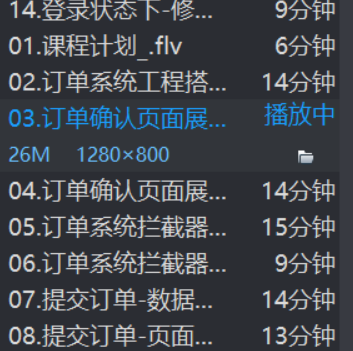 14.登录状态下-修... 9分钟
01.课程计划_.flv 6分钟
02.订单系统工程搭... 14分钟
03.订单确认页面展... 播放中
26M 1280×800
04.订单确认页面展... 14分钟
05.订单系统拦截器... 15分钟
06.订单系统拦截器... 9分钟
07.提交订单-数据... 14分钟
08.提交订单-页面... 13分钟